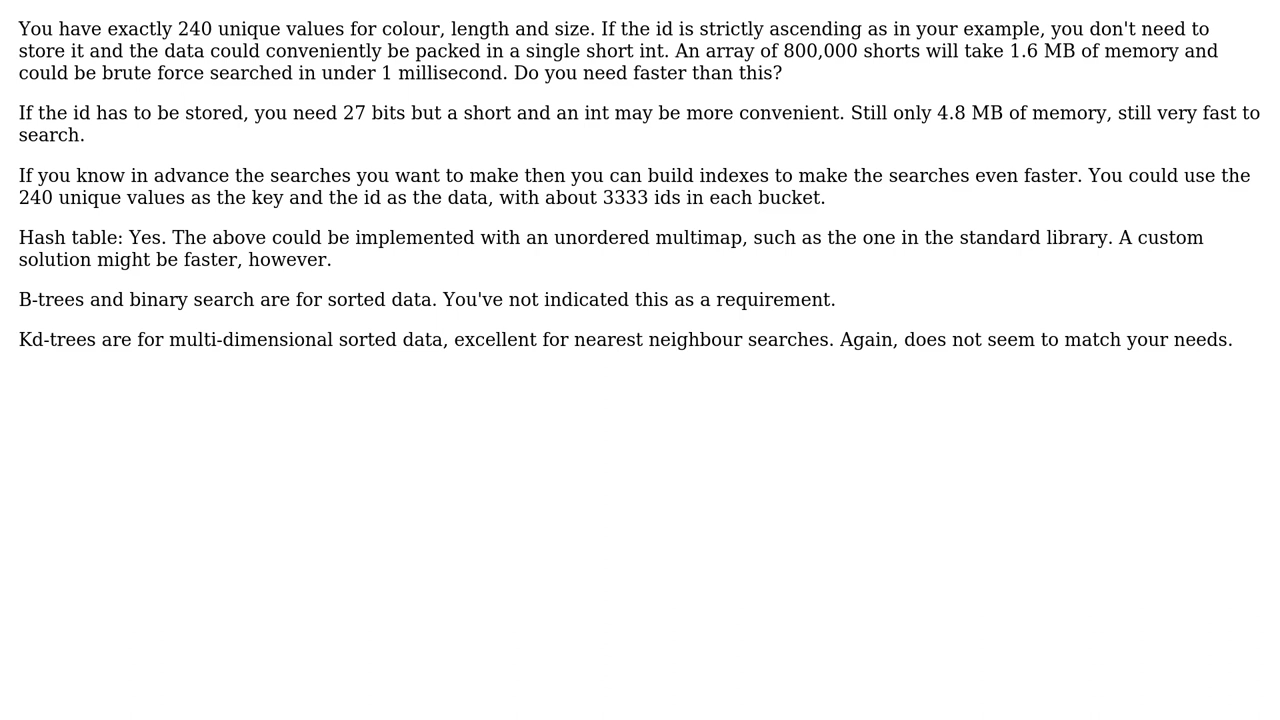 You have exactly 240 unique values for colour, length and size. If the id is strictly ascending as in your example, you don't need to
store it and the data could conveniently be packed in a single short int. An array of 800,000 shorts will take 1.6 MB of memory and
could be brute force searched in under 1 millisecond. Do you need faster than this?
If the id has to be stored, you need 27 bits but a short and an int may be more convenient. Still only 4.8 MB of memory, still very fast to
search.
If you know in advance the searches you want to make then you can build indexes to make the searches even faster. You could use the
240 unique values as the key and the id as the data, with about 3333 ids in each bucket.
Hash table: Yes. The above could be implemented with an unordered multimap, such as the one in the standard library. A custom
solution might be faster, however.
B-trees and binary search are for sorted data. You've not indicated this as a requirement.
Kd-trees are for multi-dimensional sorted data, excellent for nearest neighbour searches. Again, does not seem to match your needs.